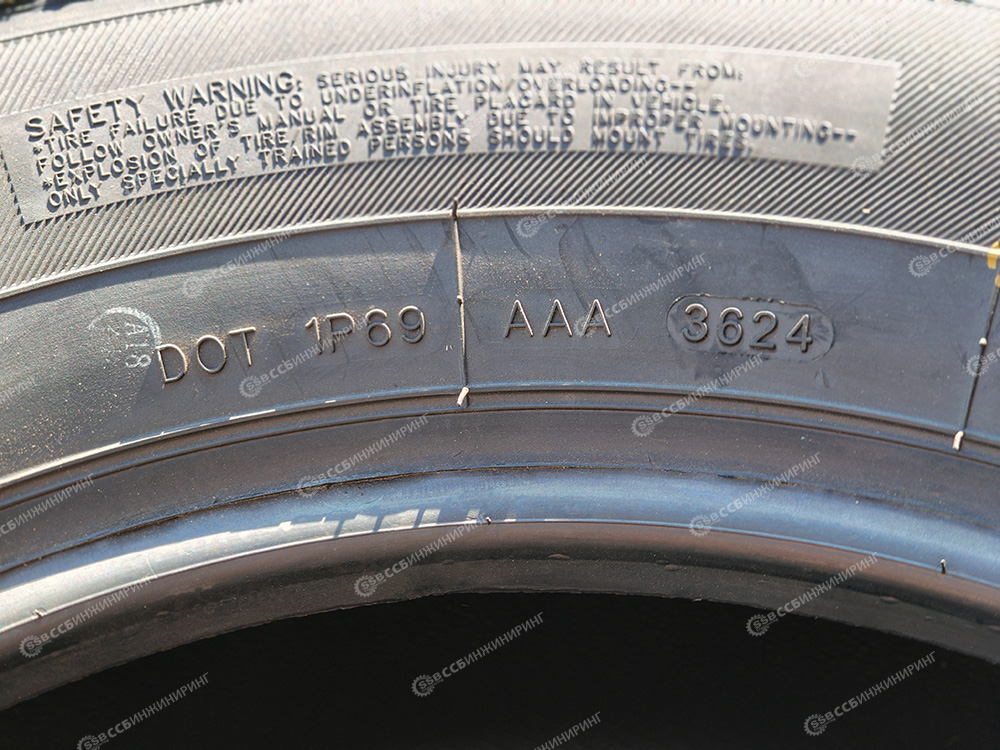 SAFETY WARNING: SERIOUS INJURY MAY RESULT FROM:
*TIRE FAILURE DUE TO UNDERINFLATION/OVERLOADING--
FOLLOW OWNER'S MANUAL OR TIRE PLACARD IN VEHICLE.
*EXPLOSION OF TIRE/RIM ASSEMBLY DUE TO IMPROPER MOUNTING--
ONLY SPECIALLY TRAINED PERSONS SHOULD MOUNT TIRES.
A18
DOT 1P69 AAA 3624
ССБИНЖИНИРИНГ